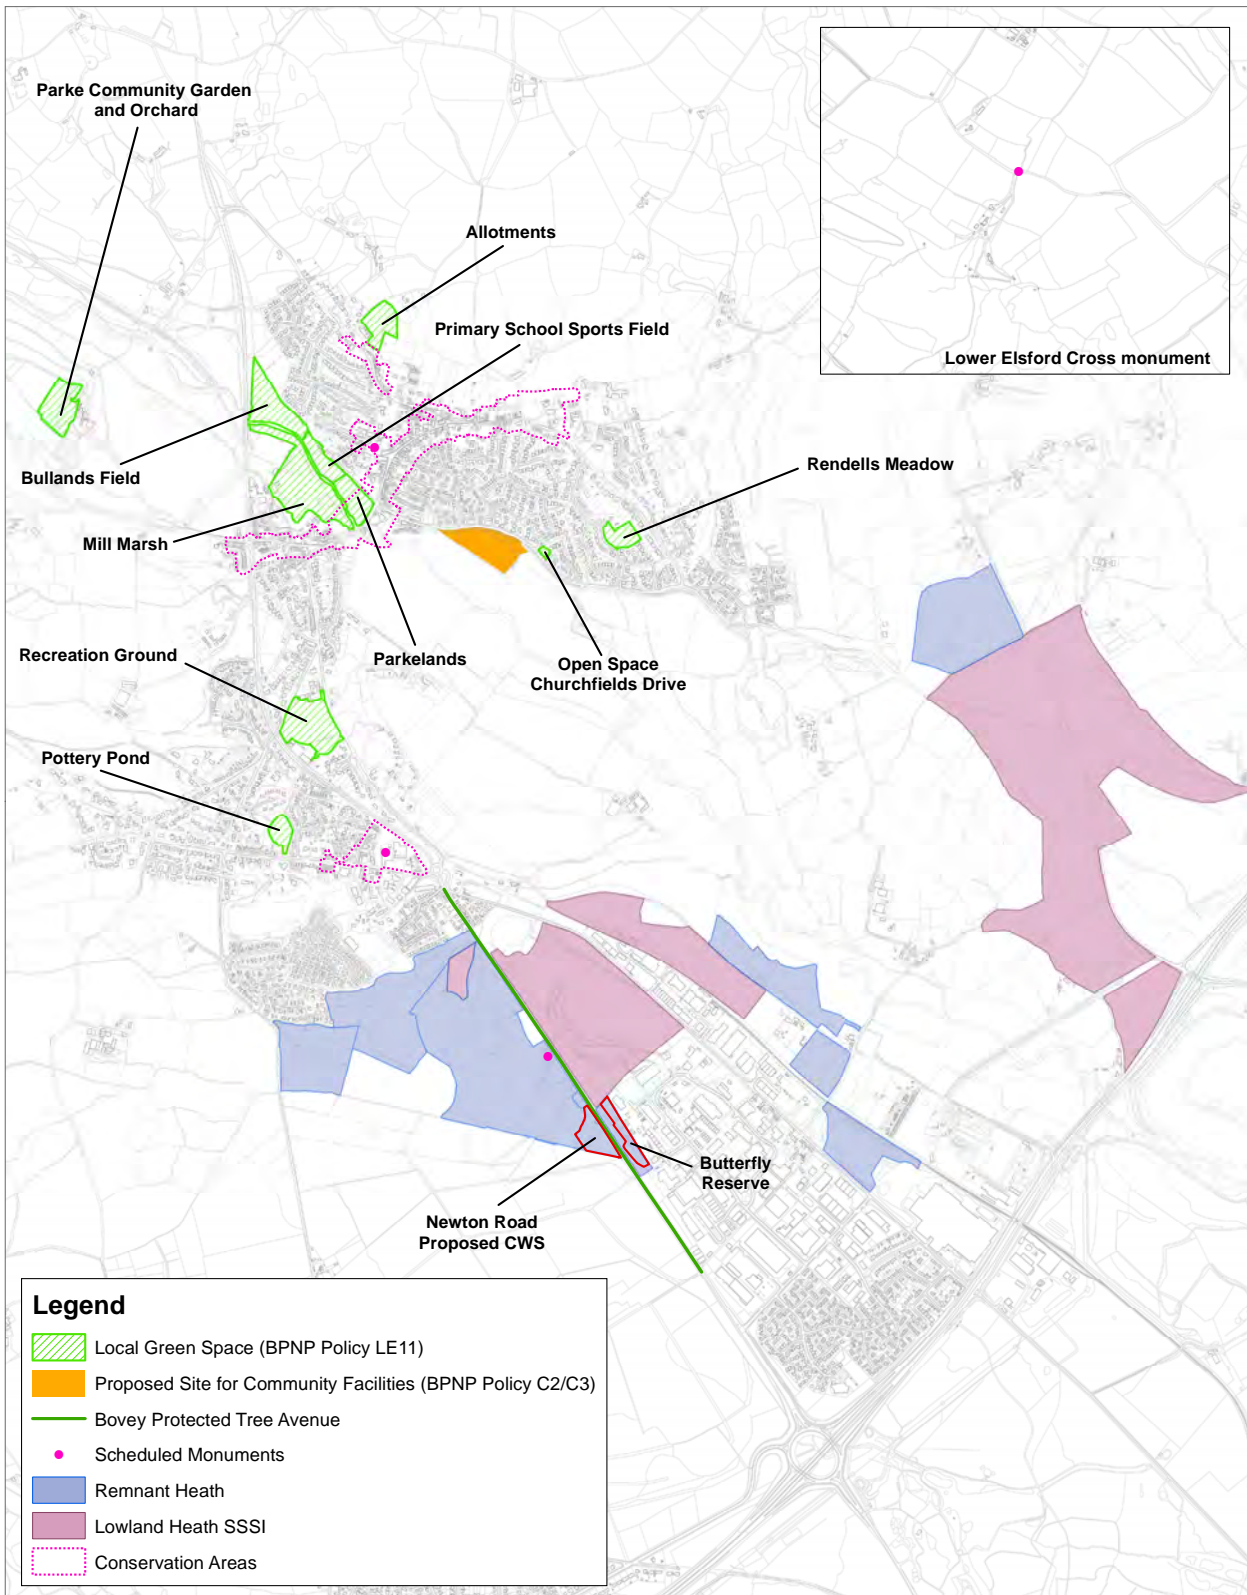 Parke Community Garden
and Orchard
Allotments
Primary School Sports Field
Lower Elsford Cross monument
Bullands Field
Rendells Meadow
Mill Marsh
Recreation Ground
Parkelands
Open Space
Churchfields Drive
Pottery Pond
Butterfly
Reserve
Newton Road
Proposed CWS
Legend
Local Green Space (BPNP Policy LE11)
Proposed Site for Community Facilities (BPNP Policy C2/C3)
Bovey Protected Tree Avenue
Scheduled Monuments
Remnant Heath
Lowland Heath SSSI
Conservation Areas